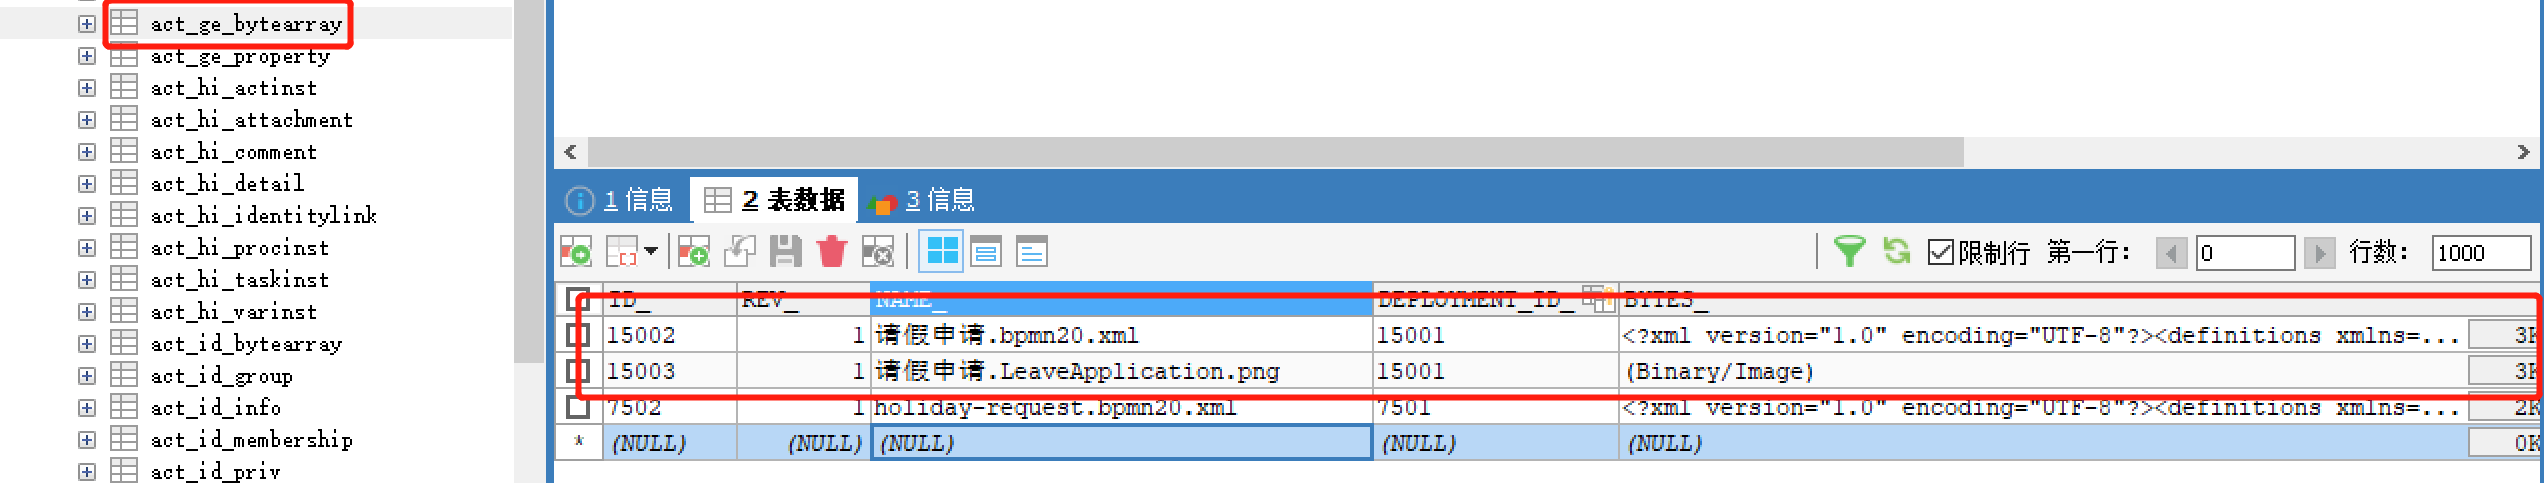 act_ge_bytearray
act_ge_property
act_hi_actinst
act_hi_attachment
act_hi_comment
act_hi_detail
act_hi_identitylink
act_hi_procinst
act_hi_taskinst
act_hi_varinst
act_id_bytearray
act_id_group
act_id_info
act_id_membership
act_id_priv
1 信息 2 表数据 3 信息
限制行 第一行: 0 行数: 1000
ID_ REV_ NAME_ DEPLOYMENT_ID_ BYTES_
15002 1 请假申请.bpmn20.xml 15001 <?xml version="1.0" encoding="UTF-8"?><definitions xmlns=... 3K
15003 1 请假申请.LeaveApplication.png 15001 (Binary/Image) 3K
7502 1 holiday-request.bpmn20.xml 7501 <?xml version="1.0" encoding="UTF-8"?><definitions xmlns=... 2K
* (NULL) (NULL) (NULL) (NULL) (NULL) 0K